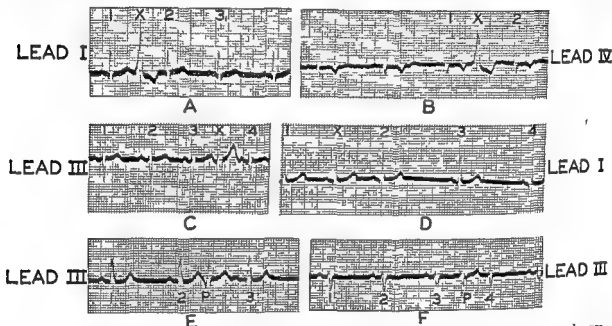 1 X 2 3
LEAD I
A
1 X 2
LEAD IV
B
1 2 3 X 4
LEAD III
C
1 X 2 3 4
LEAD I
D
LEAD III
2 P 3
E
LEAD III
1 2 3 P 4
F